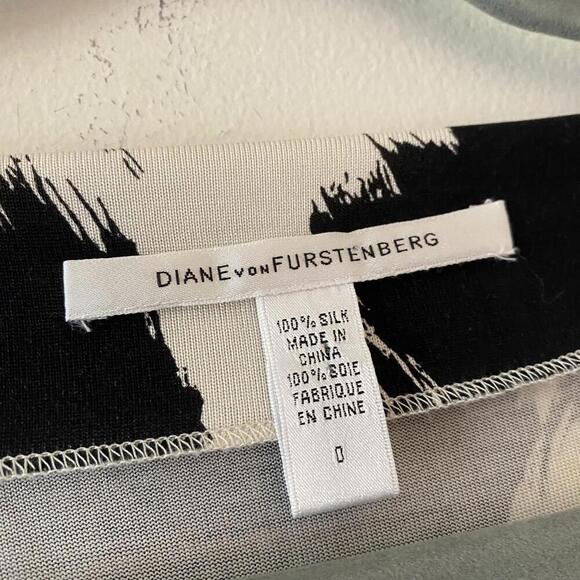 DIANE VON FURSTENBERG
100% SILK
MADE IN
CHINA
100% SOIE
FABRIQUE
EN CHINE
0